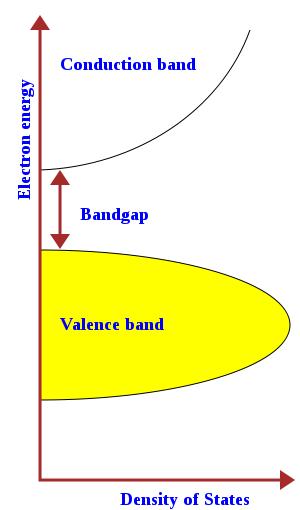 Conduction band
Electron energy
Bandgap
Valence band
Density of States